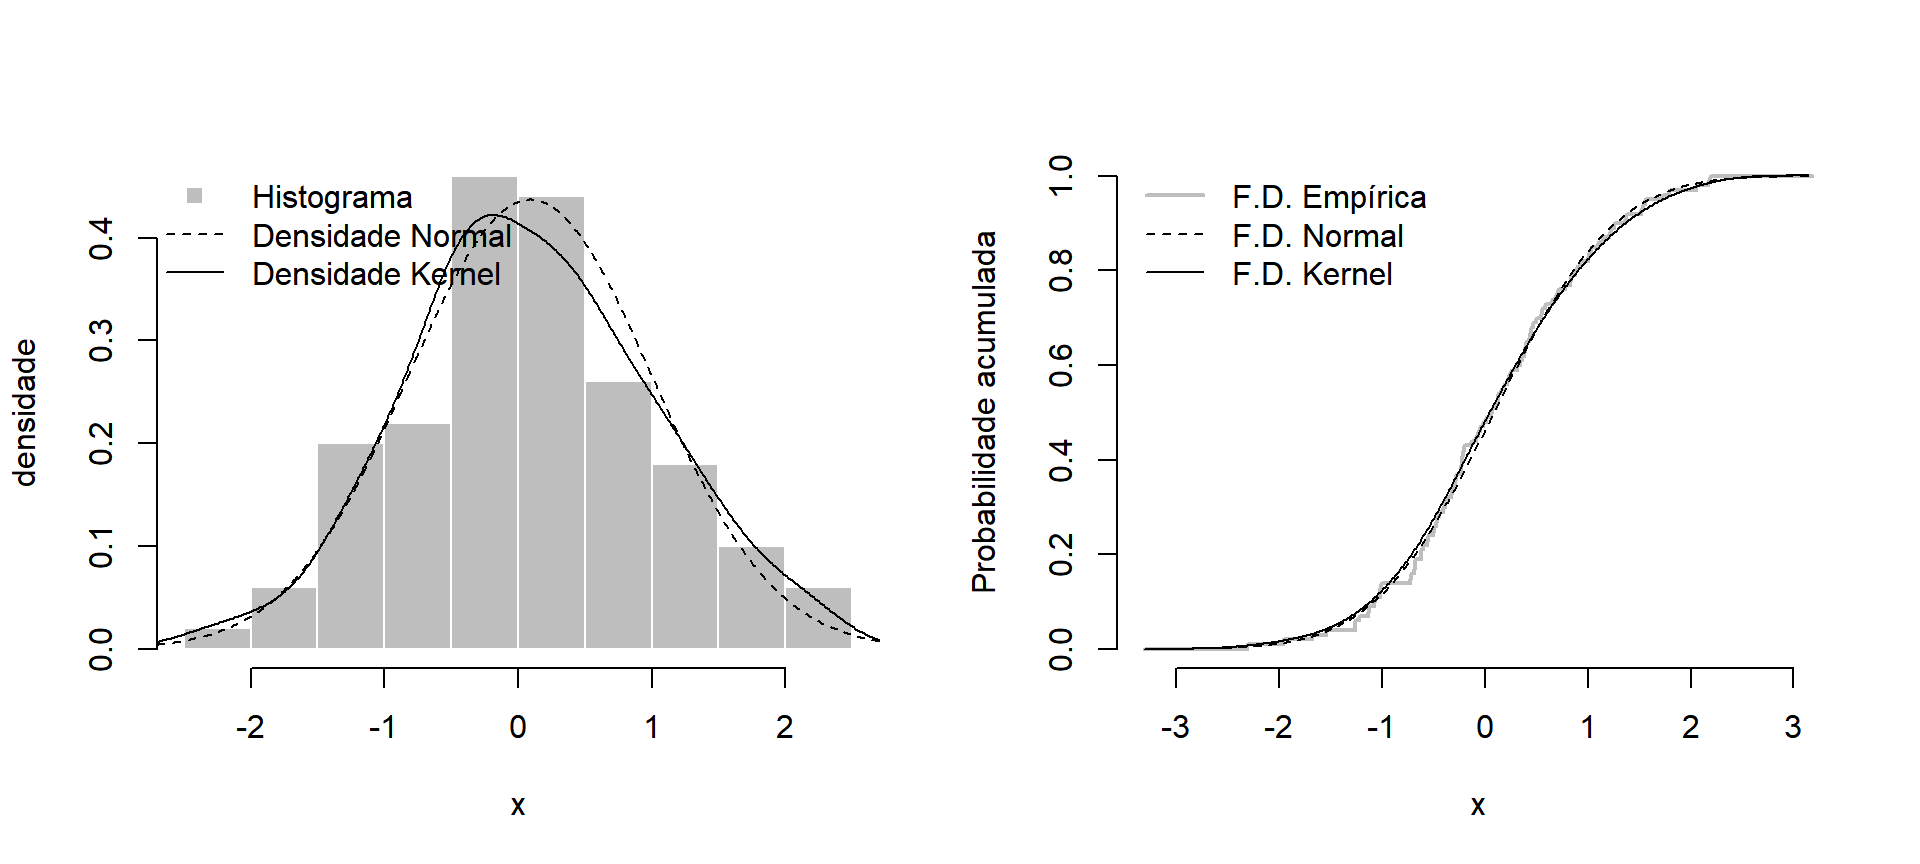 Histograma
Densidade Normal
Densidade Kernel
densidade
0.0 0.1 0.2 0.3 0.4
-2 -1 0 1 2
x
F.D. Empírica
F.D. Normal
F.D. Kernel
Probabilidade acumulada
0.0 0.2 0.4 0.6 0.8 1.0
-3 -2 -1 0 1 2 3
x